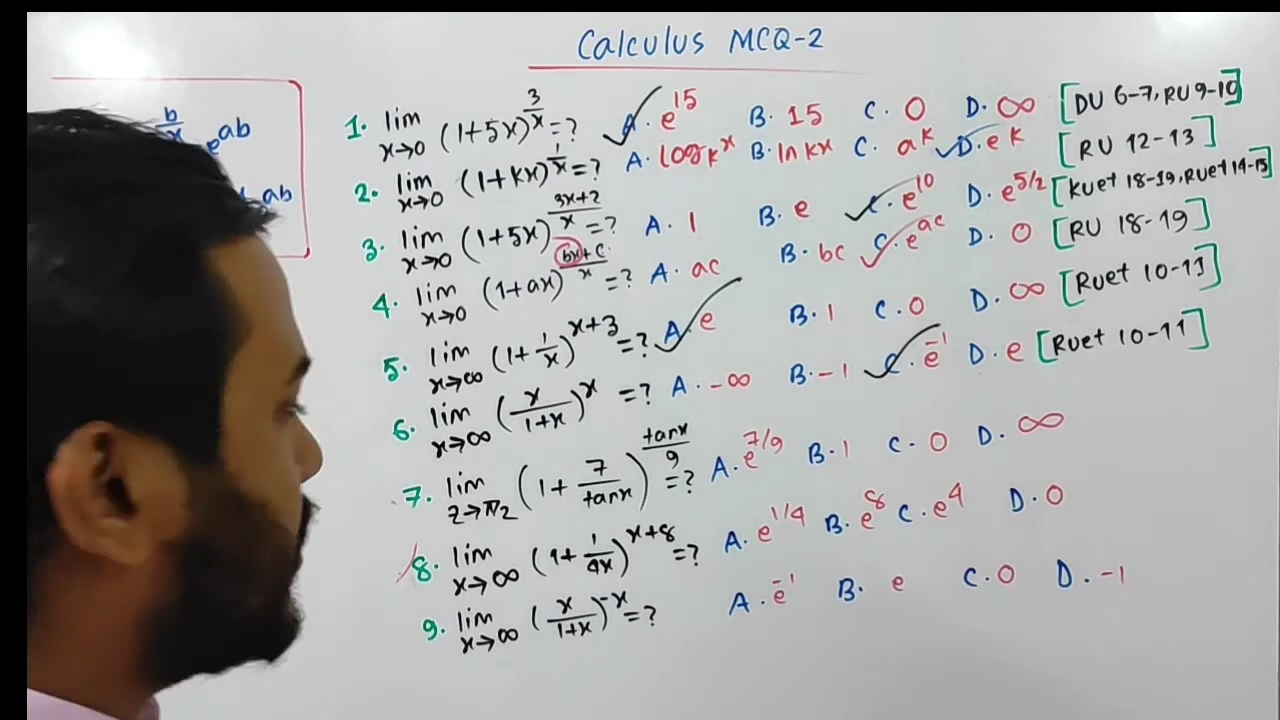 Calculus MCQ-2
b/x
e^ab
ab
1. lim x→0 (1+5x)^(3/x) =? A. e^15 B. 15 C. 0 D. ∞ [DU 6-7, RU 9-10]
2. lim x→0 (1+kx)^(1/x) =? A. log k^x B. ln kx C. a^k D. e^k [RU 12-13]
3. lim x→0 (1+5x)^((3x+2)/x) =? A. 1 B. e C. e^10 D. e^(5/2) [Kuet 18-19, Ruet 14-15]
4. lim x→0 (1+ax)^((bx+c)/x) =? A. ac B. bc C. e^ac D. 0 [RU 18-19]
5. lim x→∞ (1+1/x)^(x+3) =? A. e B. 1 C. 0 D. ∞ [Ruet 10-11]
6. lim x→∞ (x/(1+x))^x =? A. -∞ B. -1 C. e^-1 D. e [Ruet 10-11]
7. lim z→π/2 (1+7/tanx)^(tanx/9) =? A. e^(7/9) B. 1 C. 0 D. ∞
8. lim x→∞ (1+1/4x)^(x+8) =? A. e^(1/4) B. e^8 C. e^4 D. 0
9. lim x→∞ (x/(1+x))^-x =? A. e^-1 B. e C. 0 D. -1